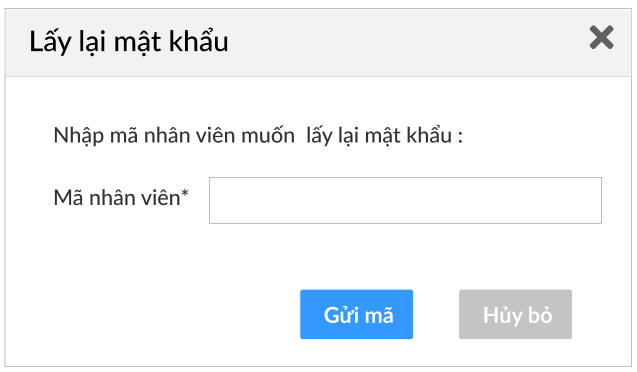 Lấy lại mật khẩu
Nhập mã nhân viên muốn lấy lại mật khẩu :
Mã nhân viên*
Gửi mã
Hủy bỏ